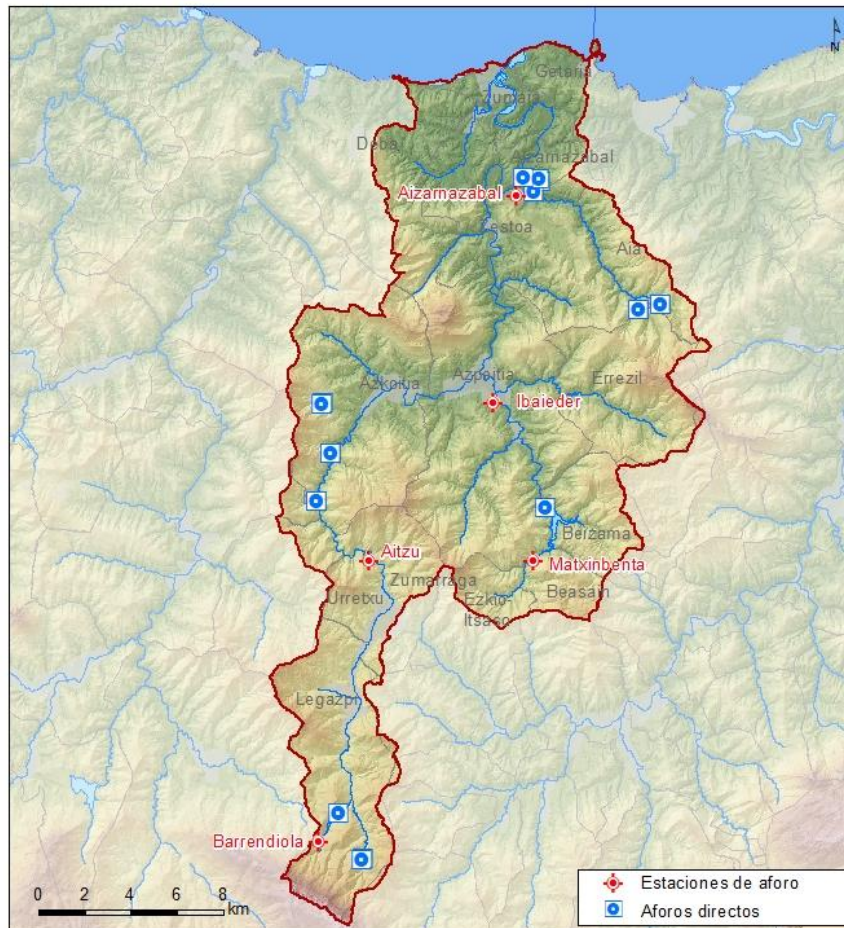 N
Getaria
Zumaia
Deba
Aizarnazabal
Aizarnazabal
Zestoa
Aia
Azkoitia
Azpeitia
Errezil
Ibaieder
Beizama
Aitzu
Matxinbenta
Zumarraga
Urretxu
Ezkio-
Itsaso
Beasain
Legazpi
Barrendiola
0 2 4 6 8
km
Estaciones de aforo
Aforos directos